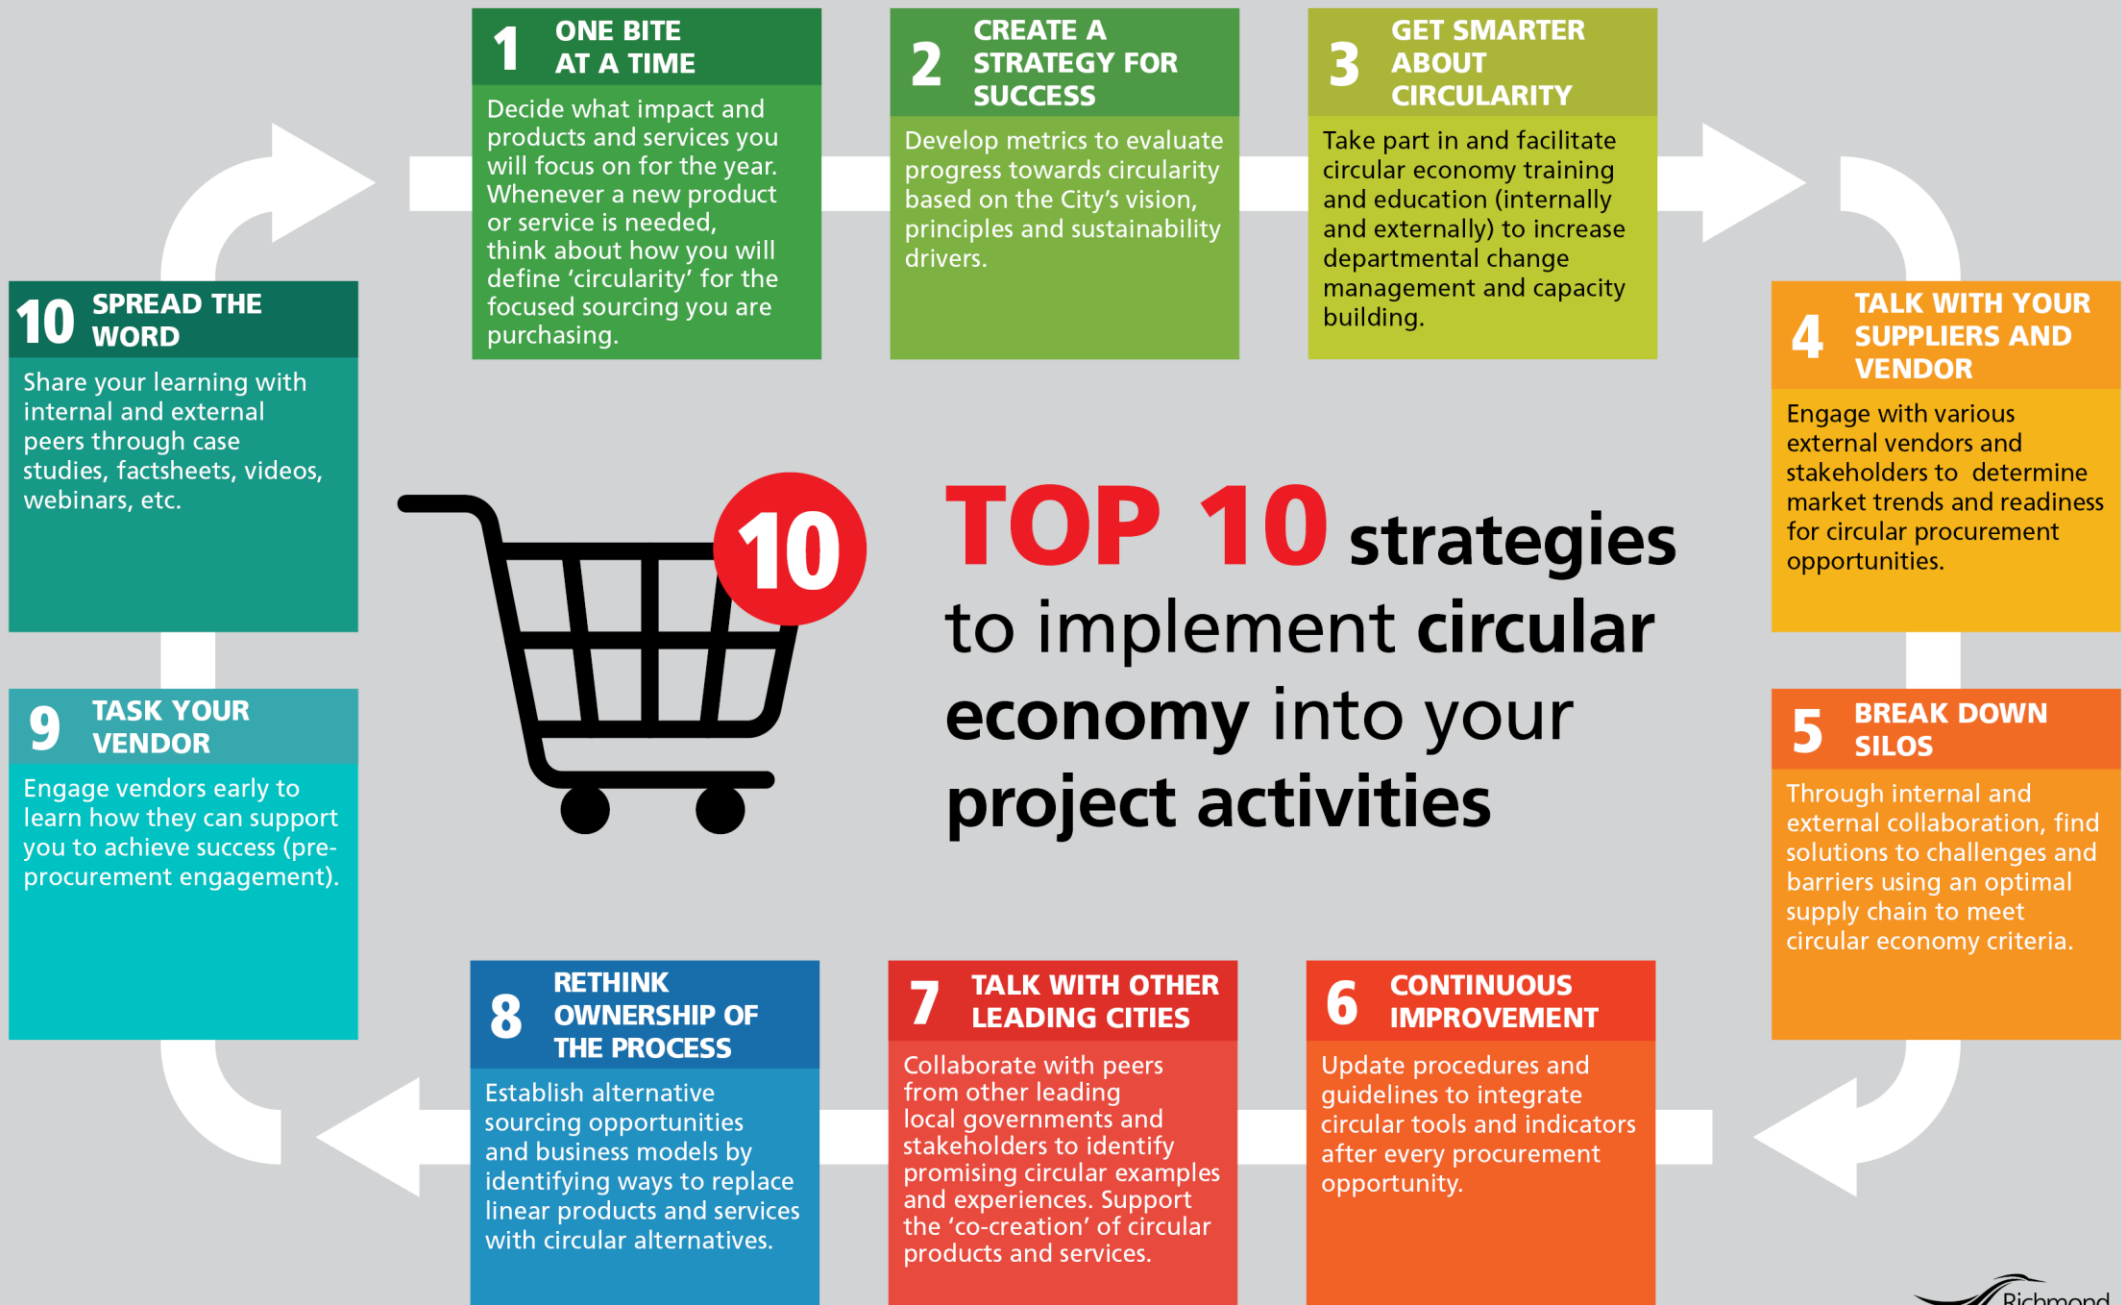 1
ONE BITE
AT A TIME
Decide what impact and
products and services you
will focus on for the year.
Whenever a new product
or service is needed,
think about how you will
define ‘circularity’ for the
focused sourcing you are
purchasing.
2
CREATE A
STRATEGY FOR
SUCCESS
Develop metrics to evaluate
progress towards circularity
based on the City’s vision,
principles and sustainability
drivers.
3
GET SMARTER
ABOUT
CIRCULARITY
Take part in and facilitate
circular economy training
and education (internally
and externally) to increase
departmental change
management and capacity
building.
4
TALK WITH YOUR
SUPPLIERS AND
VENDOR
Engage with various
external vendors and
stakeholders to  determine
market trends and readiness
for circular procurement
opportunities.
5
BREAK DOWN
SILOS
Through internal and
external collaboration, find
solutions to challenges and
barriers using an optimal
supply chain to meet
circular economy criteria.
6
CONTINUOUS
IMPROVEMENT
Update procedures and
guidelines to integrate
circular tools and indicators
after every procurement
opportunity.
7
TALK WITH OTHER
LEADING CITIES
Collaborate with peers
from other leading
local governments and
stakeholders to identify
promising circular examples
and experiences. Support
the ‘co-creation’ of circular
products and services.
8
RETHINK
OWNERSHIP OF
THE PROCESS
Establish alternative
sourcing opportunities
and business models by
identifying ways to replace
linear products and services
with circular alternatives.
9
TASK YOUR
VENDOR
Engage vendors early to
learn how they can support
you to achieve success (pre-
procurement engagement).
10
SPREAD THE
WORD
Share your learning with
internal and external
peers through case
studies, factsheets, videos,
webinars, etc.
10
TOP 10 strategies
to implement circular
economy into your
project activities
Richmond